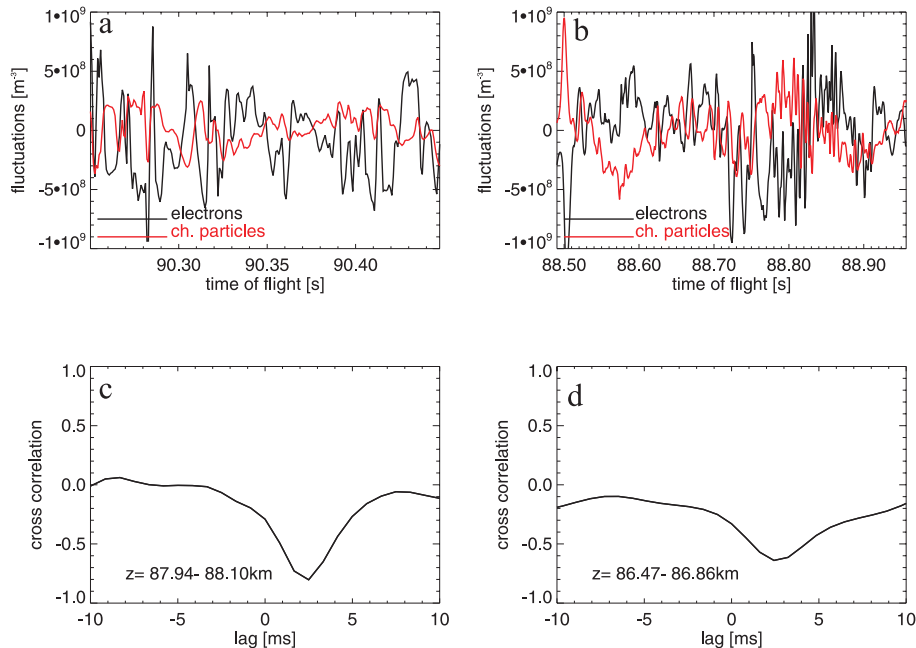 a
1•10⁹
5•10⁸
0
-5•10⁸
-1•10⁹
fluctuations [m⁻³]
electrons
ch. particles
90.30 90.35 90.40
time of flight [s]
b
1•10⁹
5•10⁸
0
-5•10⁸
-1•10⁹
fluctuations [m⁻³]
electrons
ch. particles
88.50 88.60 88.70 88.80 88.90
time of flight [s]
c
1.0
0.5
0.0
-0.5
-1.0
cross correlation
z= 87.94- 88.10km
-10 -5 0 5 10
lag [ms]
d
1.0
0.5
0.0
-0.5
-1.0
cross correlation
z= 86.47- 86.86km
-10 -5 0 5 10
lag [ms]